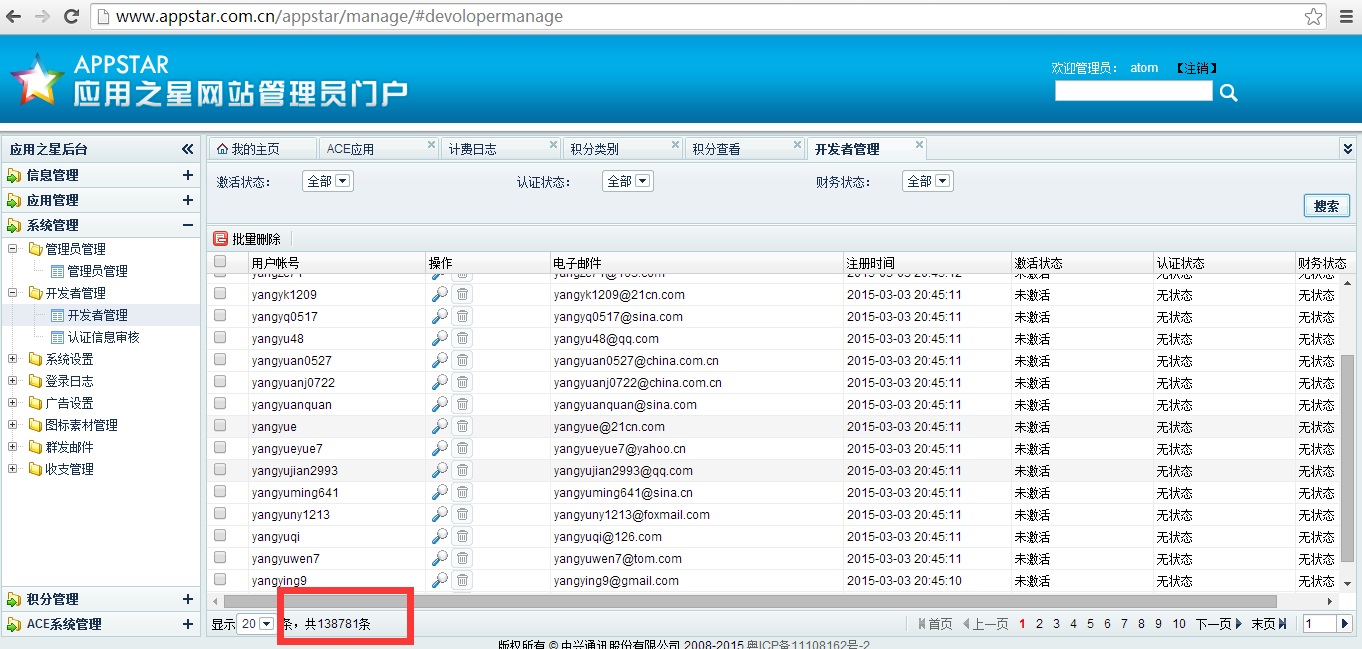 www.appstar.com.cn/appstar/manage/#devolopermanage
APPSTAR
应用之星网站管理员门户
欢迎管理员： atom 【注销】
应用之星后台
信息管理
应用管理
系统管理
管理员管理
管理员管理
开发者管理
开发者管理
认证信息审核
系统设置
登录日志
广告设置
图标素材管理
群发邮件
收支管理
积分管理
ACE系统管理
我的主页 ACE应用 计费日志 积分类别 积分查看 开发者管理
激活状态： 全部 认证状态： 全部 财务状态： 全部
搜索
批量删除
用户帐号 操作 电子邮件 注册时间 激活状态 认证状态 财务状态
yangyk1209 yangyk1209@21cn.com 2015-03-03 20:45:11 未激活 无状态 无状态
yangyq0517 yangyq0517@sina.com 2015-03-03 20:45:11 未激活 无状态 无状态
yangyu48 yangyu48@qq.com 2015-03-03 20:45:11 未激活 无状态 无状态
yangyuan0527 yangyuan0527@china.com.cn 2015-03-03 20:45:11 未激活 无状态 无状态
yangyuanj0722 yangyuanj0722@china.com.cn 2015-03-03 20:45:11 未激活 无状态 无状态
yangyuanquan yangyuanquan@sina.com 2015-03-03 20:45:11 未激活 无状态 无状态
yangyue yangyue@21cn.com 2015-03-03 20:45:11 未激活 无状态 无状态
yangyueyue7 yangyueyue7@yahoo.cn 2015-03-03 20:45:11 未激活 无状态 无状态
yangyujian2993 yangyujian2993@qq.com 2015-03-03 20:45:11 未激活 无状态 无状态
yangyuming641 yangyuming641@sina.cn 2015-03-03 20:45:11 未激活 无状态 无状态
yangyuny1213 yangyuny1213@foxmail.com 2015-03-03 20:45:11 未激活 无状态 无状态
yangyuqi yangyuqi@126.com 2015-03-03 20:45:11 未激活 无状态 无状态
yangyuwen7 yangyuwen7@tom.com 2015-03-03 20:45:11 未激活 无状态 无状态
yangying9 yangying9@gmail.com 2015-03-03 20:45:10 未激活 无状态 无状态
显示 20 条，共138781条 首页 上一页 1 2 3 4 5 6 7 8 9 10 下一页 末页 1
版权所有 © 中兴通讯股份有限公司 2008-2015 粤ICP备11108162号-2